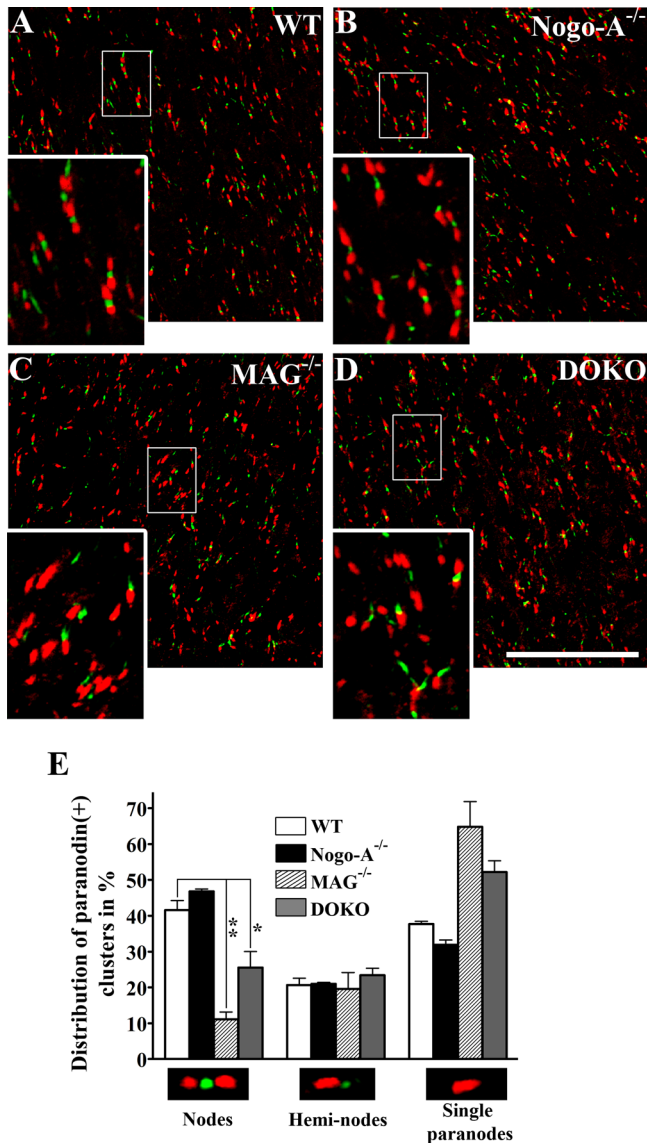 A WT
B Nogo-A-/-
C MAG-/-
D DOKO
E
Distribution of paranodin(+)
clusters in %
70
60
50
40
30
20
10
0
WT
Nogo-A-/-
MAG-/-
DOKO
**
*
Nodes
Hemi-nodes
Single
paranodes